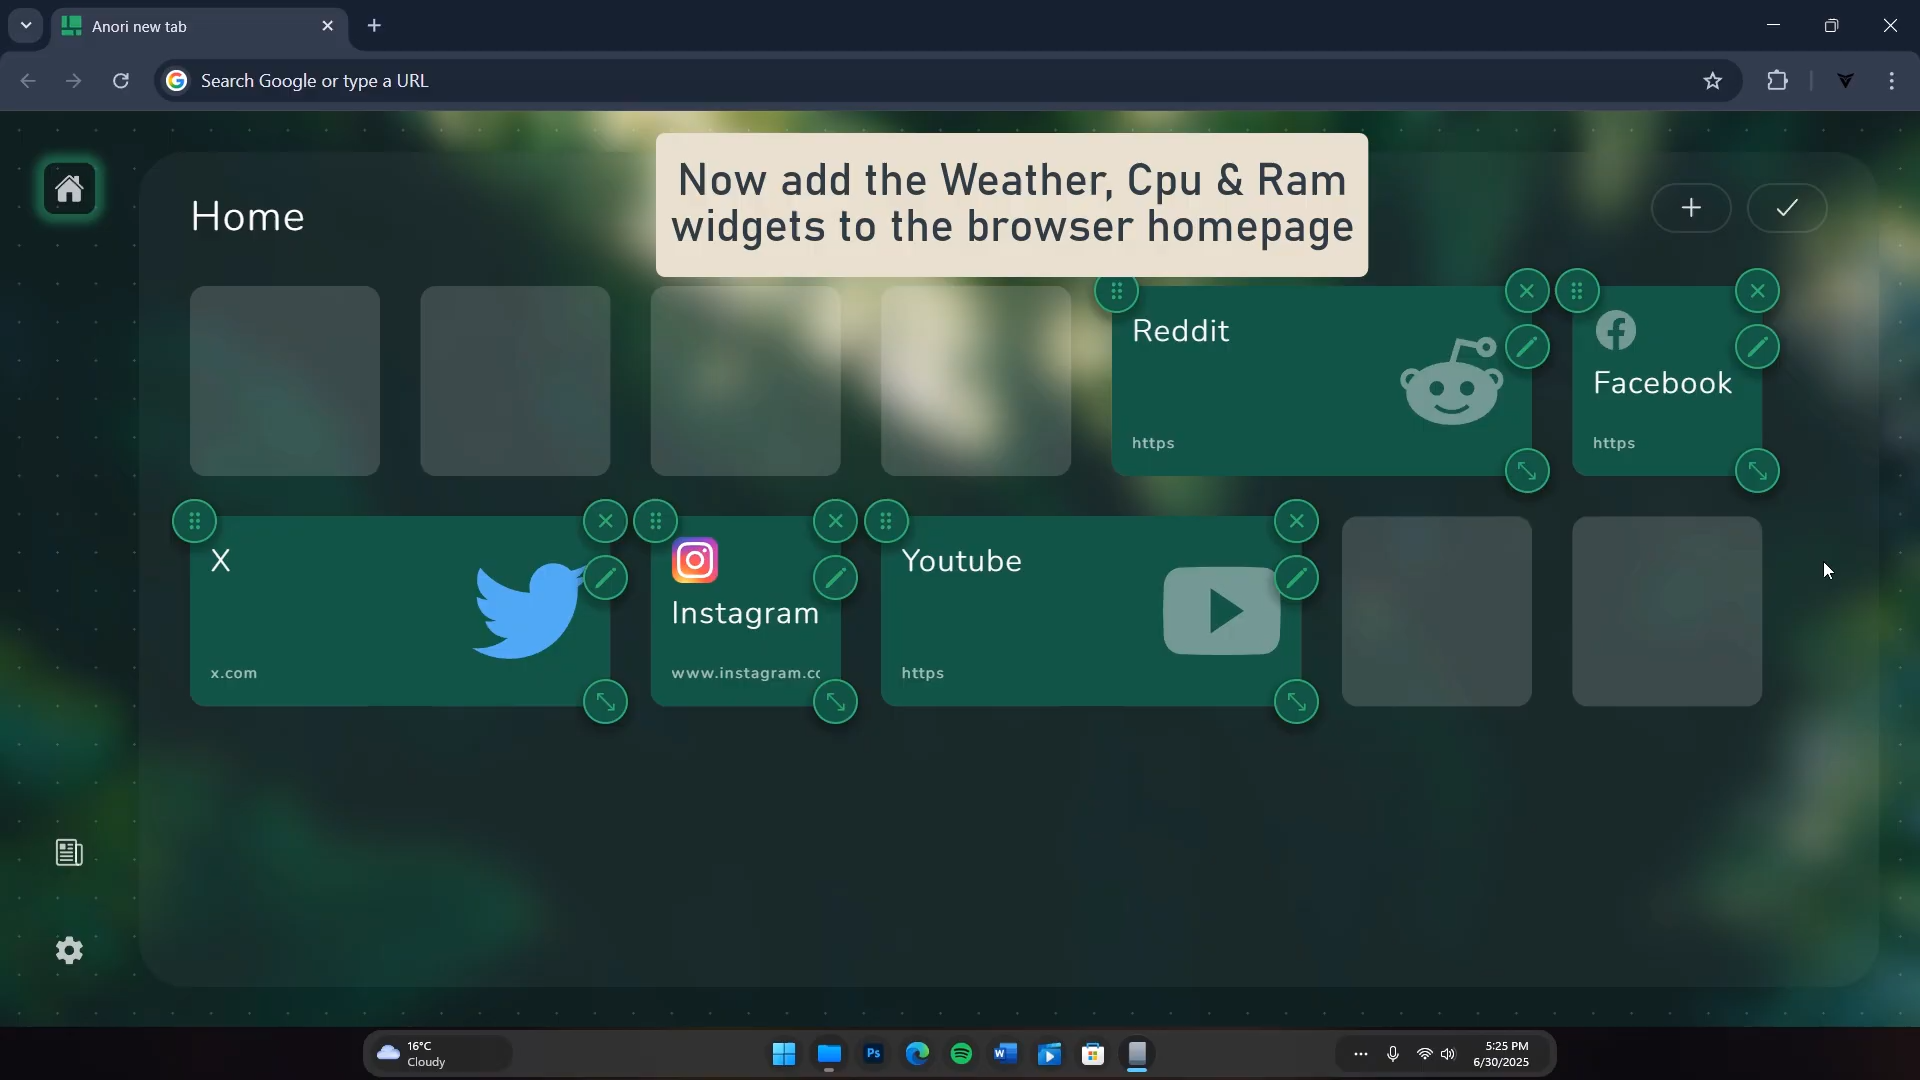 Anori new tab
Search Google or type a URL
Now add the Weather, Cpu & Ram
widgets to the browser homepage
Home
Reddit
https
Facebook
https
X
x.com
Instagram
www.instagram.cc
Youtube
https
16°C
Cloudy
Ps
W
5:25 PM
6/30/2025